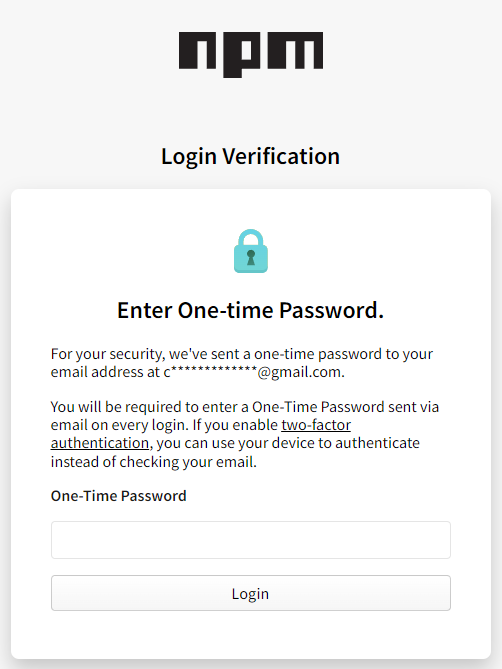 npm
Login Verification
Enter One-time Password.
For your security, we've sent a one-time password to your
email address at c*************@gmail.com.
You will be required to enter a One-Time Password sent via
email on every login. If you enable two-factor
authentication, you can use your device to authenticate
instead of checking your email.
One-Time Password
Login